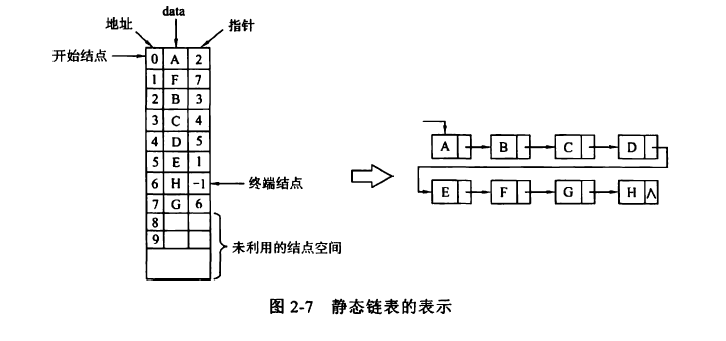 地址 data 指针
开始结点
0 A 2
1 F 7
2 B 3
3 C 4
4 D 5
5 E 1
6 H -1
7 G 6
8
9
终端结点
未利用的结点空间
A B C D
E F G H ∧
图 2-7 静态链表的表示